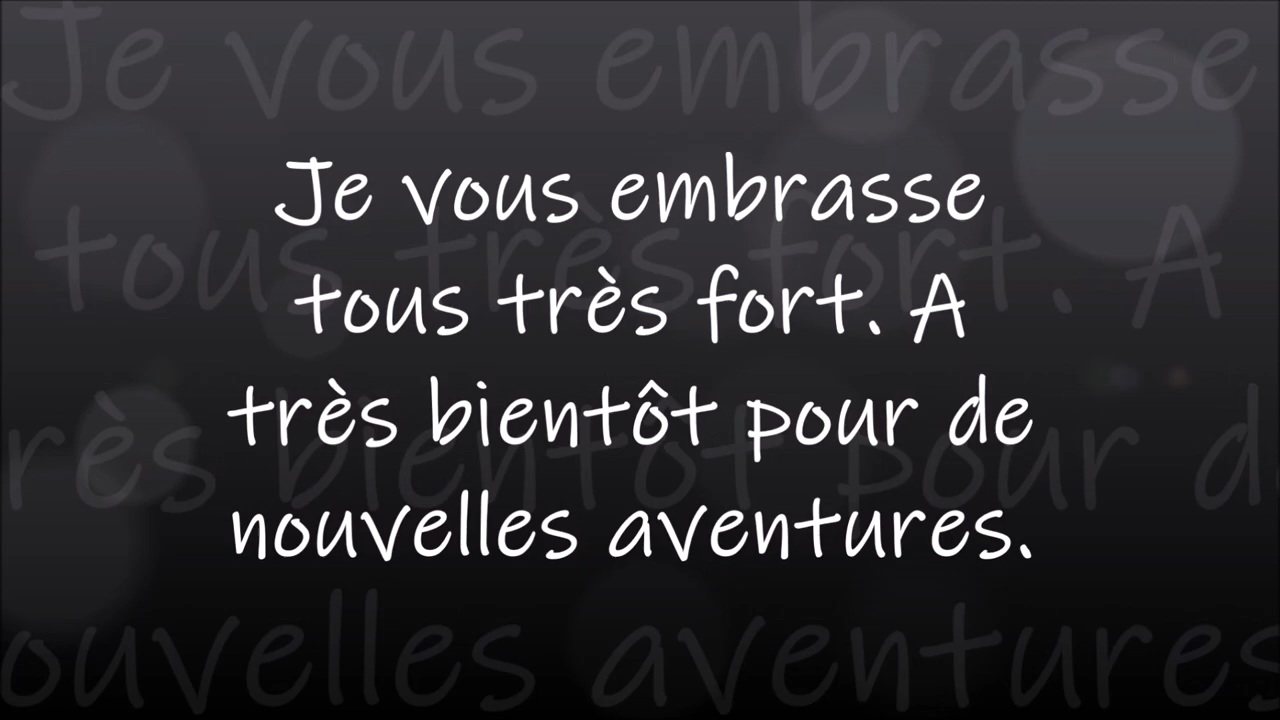 Je vous embrasse
tous très fort. A
très bientôt pour de
nouvelles aventures.